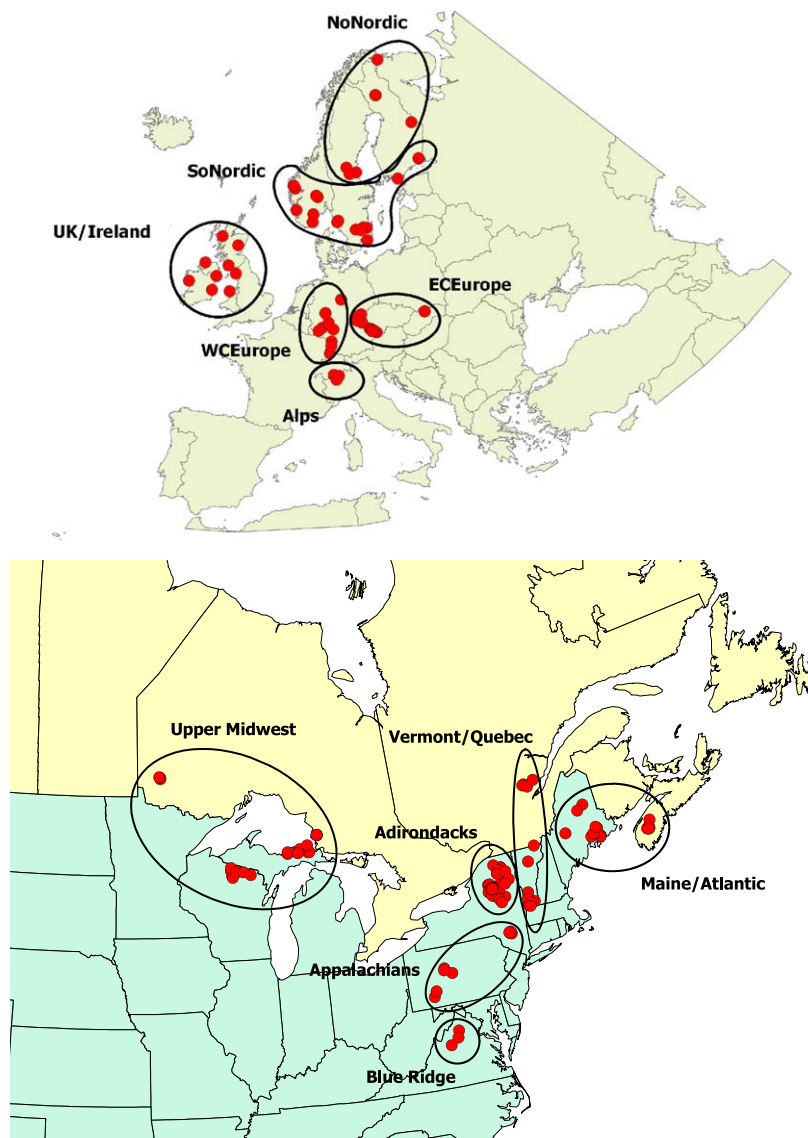 NoNordic
SoNordic
UK/Ireland
ECEurope
WCEurope
Alps
Upper Midwest
Vermont/Quebec
Adirondacks
Maine/Atlantic
Appalachians
Blue Ridge